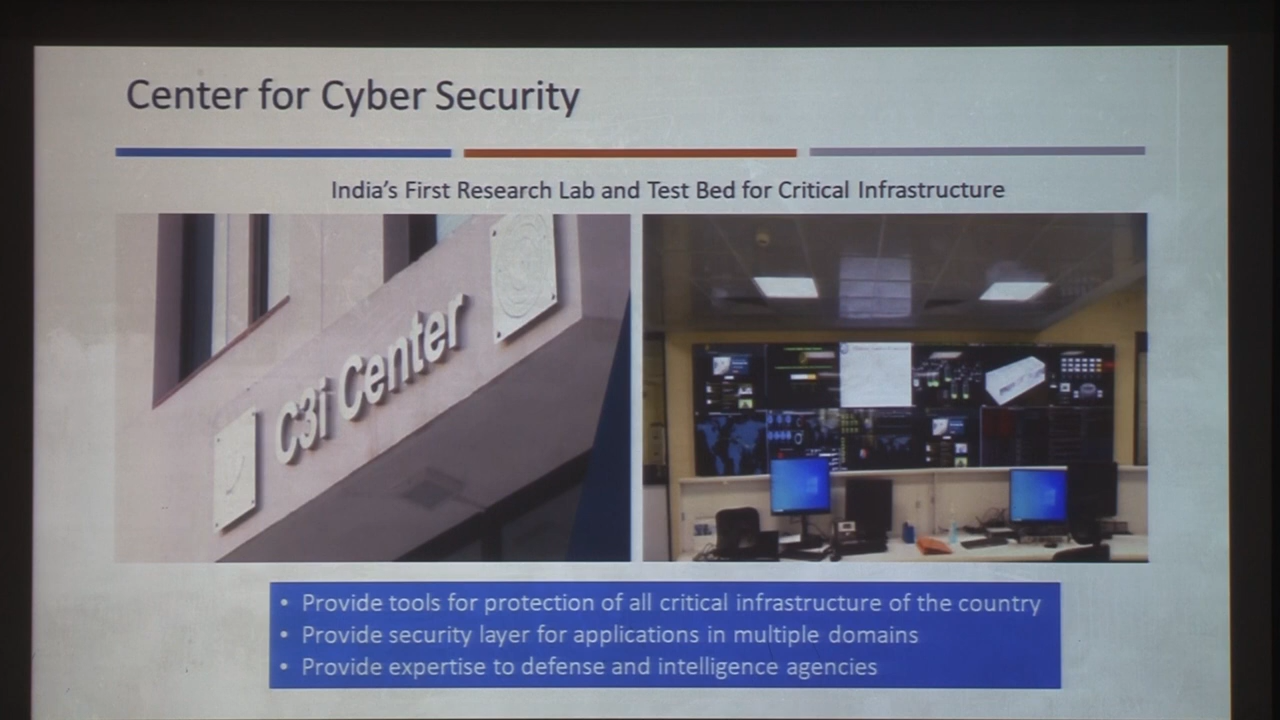 Center for Cyber Security
India's First Research Lab and Test Bed for Critical Infrastructure
C3i Center
• Provide tools for protection of all critical infrastructure of the country
• Provide security layer for applications in multiple domains
• Provide expertise to defense and intelligence agencies